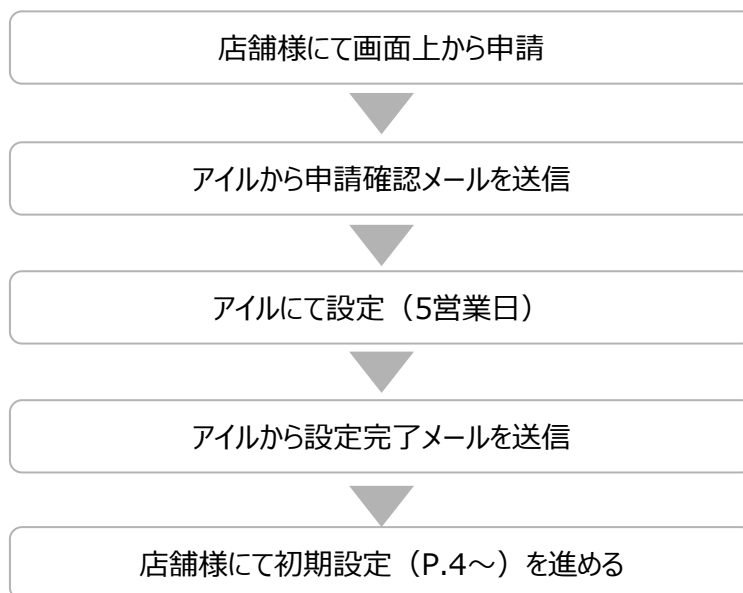 店舗様にて画面上から申請
アイルから申請確認メールを送信
アイルにて設定（5営業日）
アイルから設定完了メールを送信
店舗様にて初期設定（P.4～）を進める